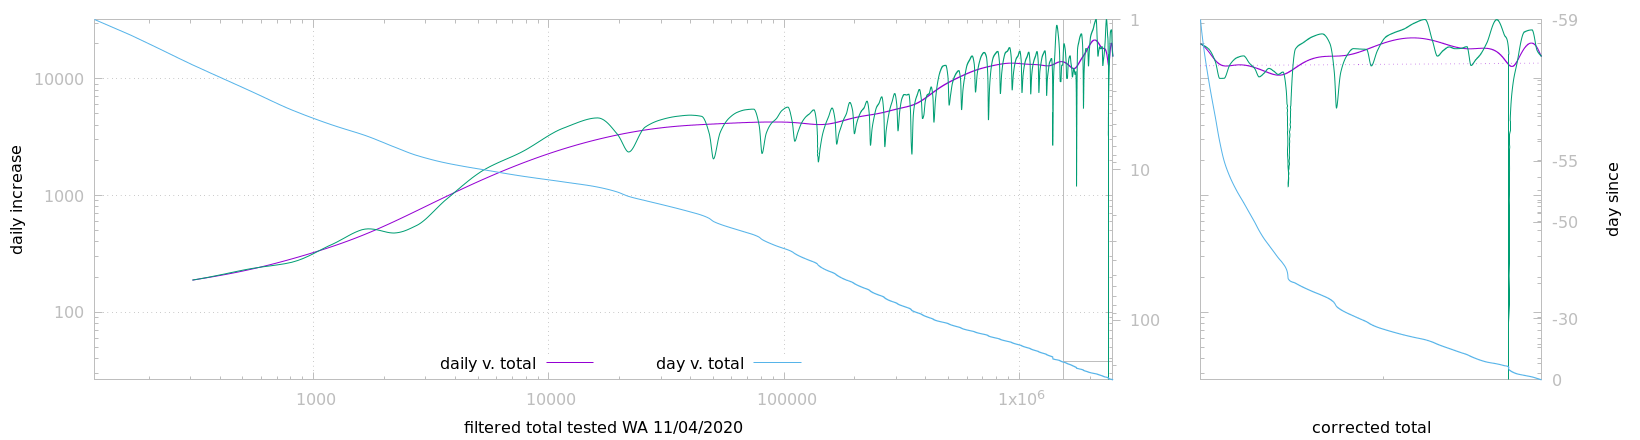 daily increase
10000
1000
100
1
10
100
daily v. total
day v. total
1000
10000
100000
1x10⁶
filtered total tested WA 11/04/2020
-59
-55
-50
-30
0
day since
corrected total